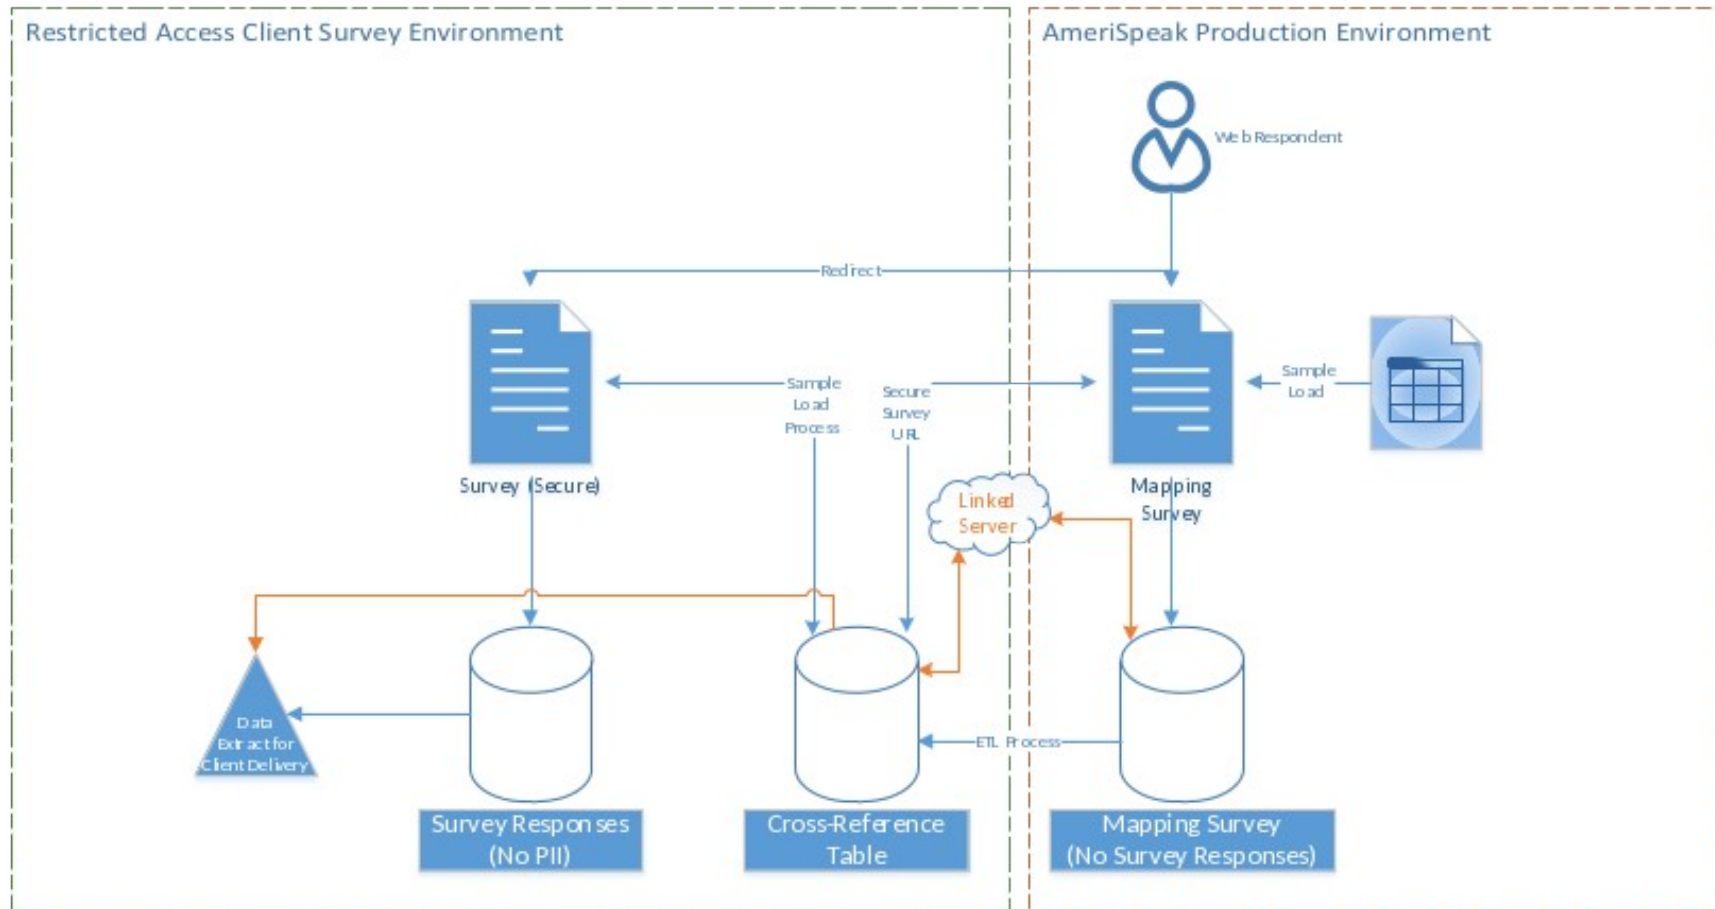 Restricted Access Client Survey Environment
AmeriSpeak Production Environment
Web Respondent
Redirect
Sample
Load
Process
Secure
Survey
URL
Sample
Load
Survey (Secure)
Mapping
Survey
Linked
Server
Data
Extract for
Client Delivery
ETL Process
Survey Responses
(No PII)
Cross-Reference
Table
Mapping Survey
(No Survey Responses)